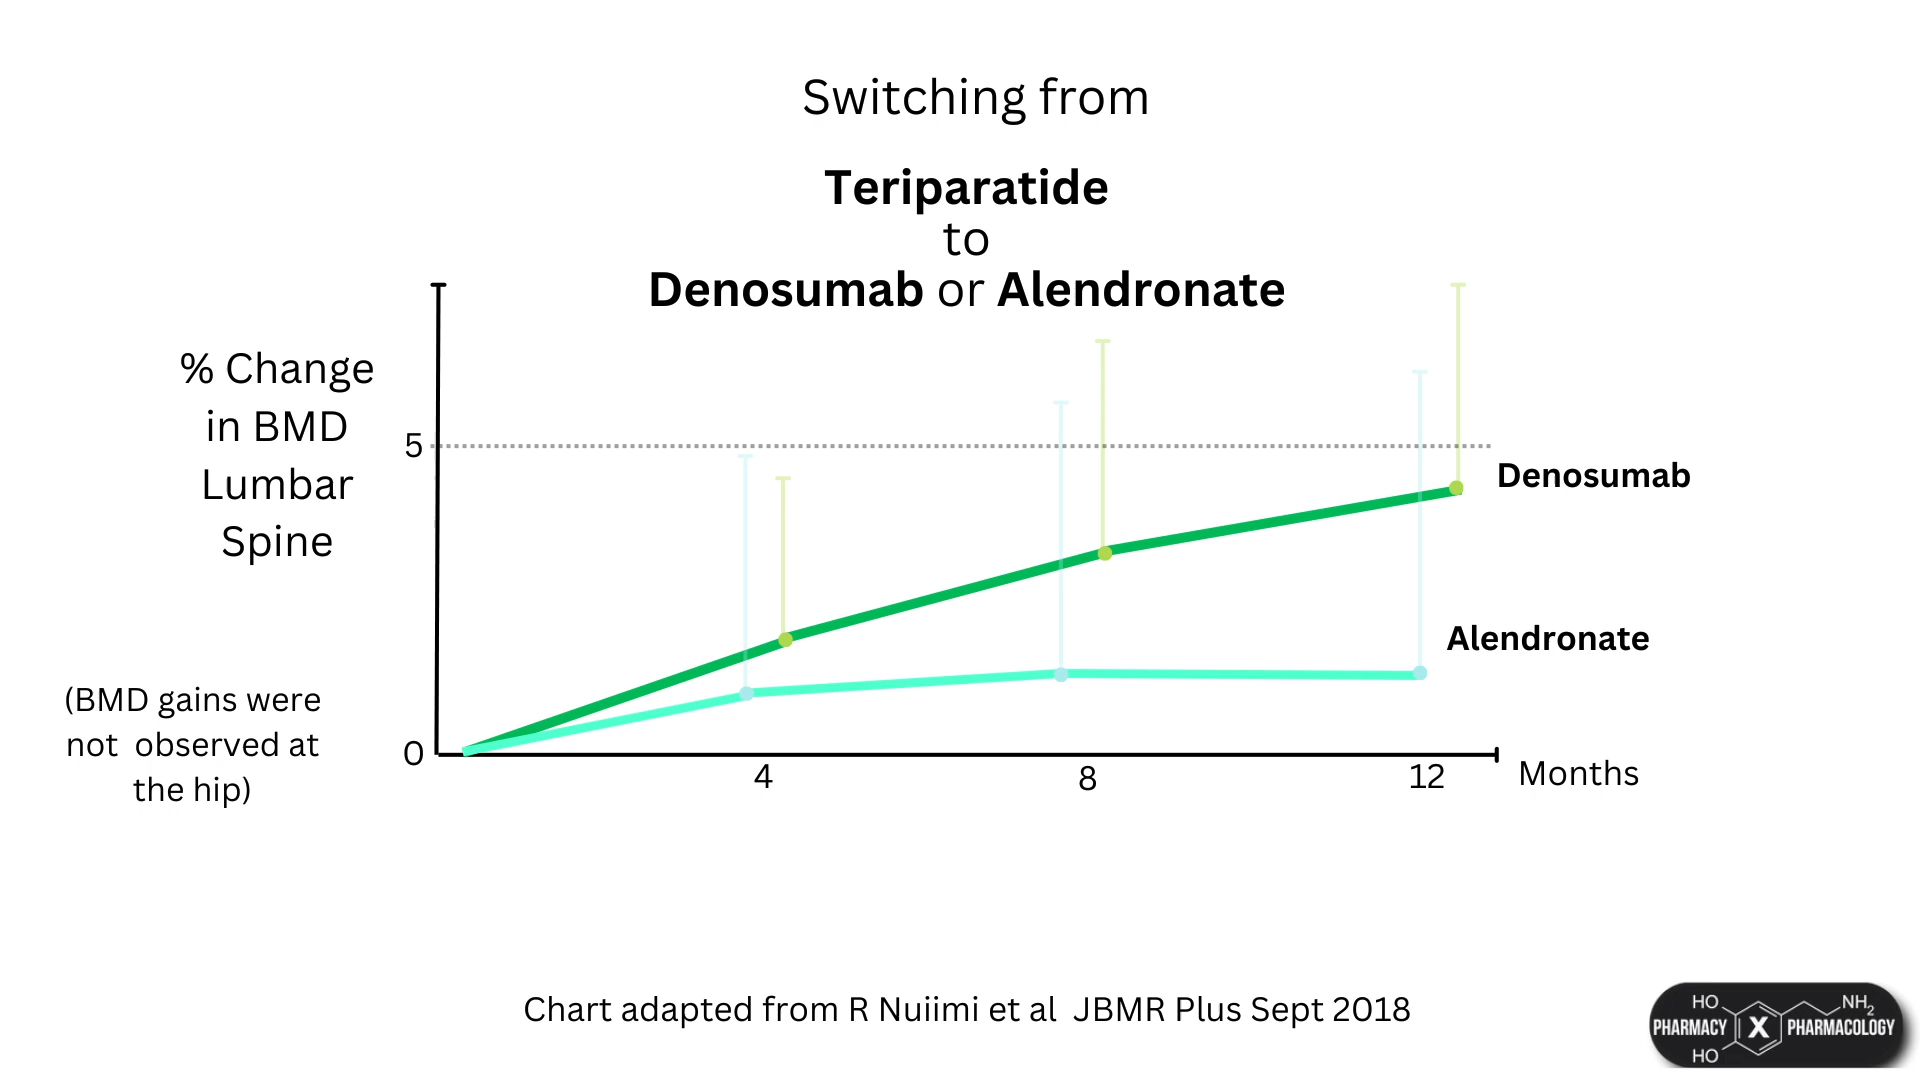 Switching from
Teriparatide
to
Denosumab or Alendronate
% Change
in BMD
Lumbar
Spine
5
Denosumab
Alendronate
(BMD gains were
not observed at
the hip)
0
4
8
12
Months
Chart adapted from R Nuiimi et al JBMR Plus Sept 2018
HO
NH2
PHARMACY X PHARMACOLOGY
HO